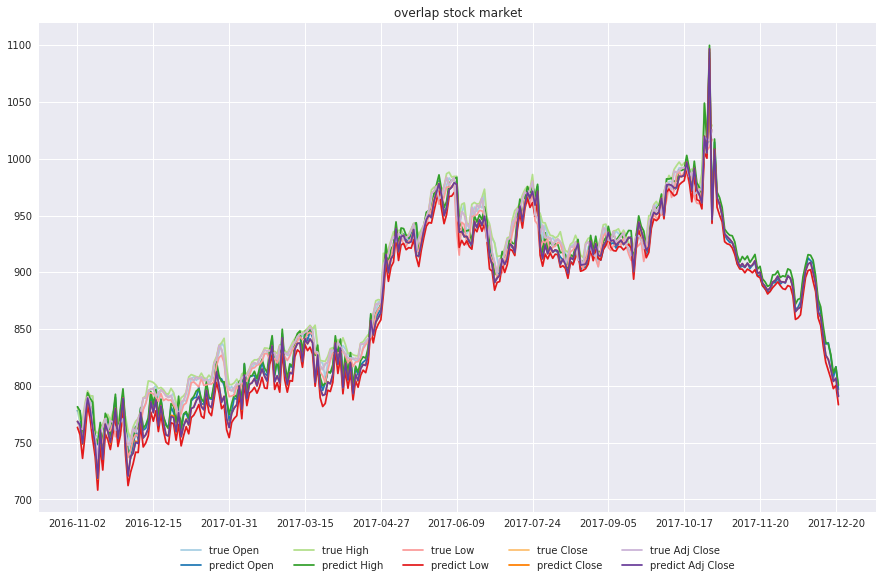 overlap stock market
1100
1050
1000
950
900
850
800
750
700
2016-11-02 2016-12-15 2017-01-31 2017-03-15 2017-04-27 2017-06-09 2017-07-24 2017-09-05 2017-10-17 2017-11-20 2017-12-20
true Open true High true Low true Close true Adj Close
predict Open predict High predict Low predict Close predict Adj Close